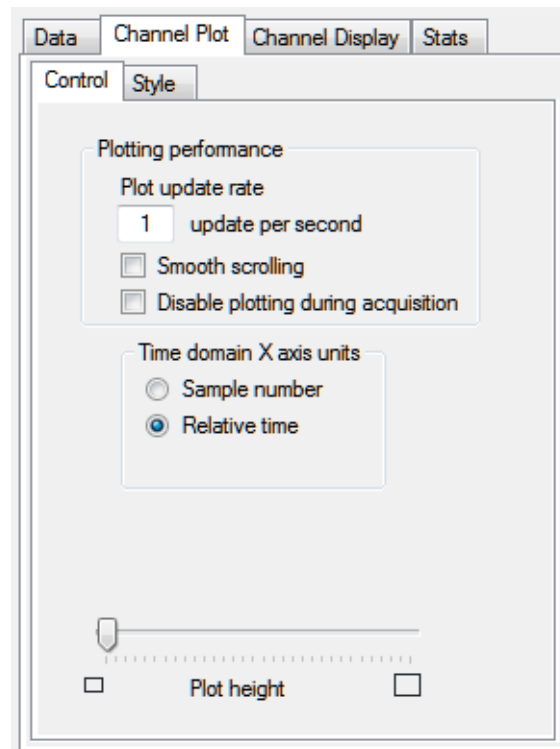 Data Channel Plot Channel Display Stats
Control Style
Plotting performance
Plot update rate
1 update per second
Smooth scrolling
Disable plotting during acquisition
Time domain X axis units
Sample number
Relative time
Plot height